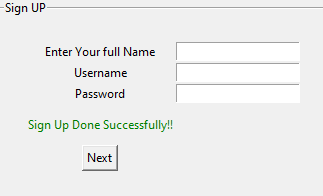 Sign UP
Enter Your full Name
Username
Password
Sign Up Done Successfully!!
Next